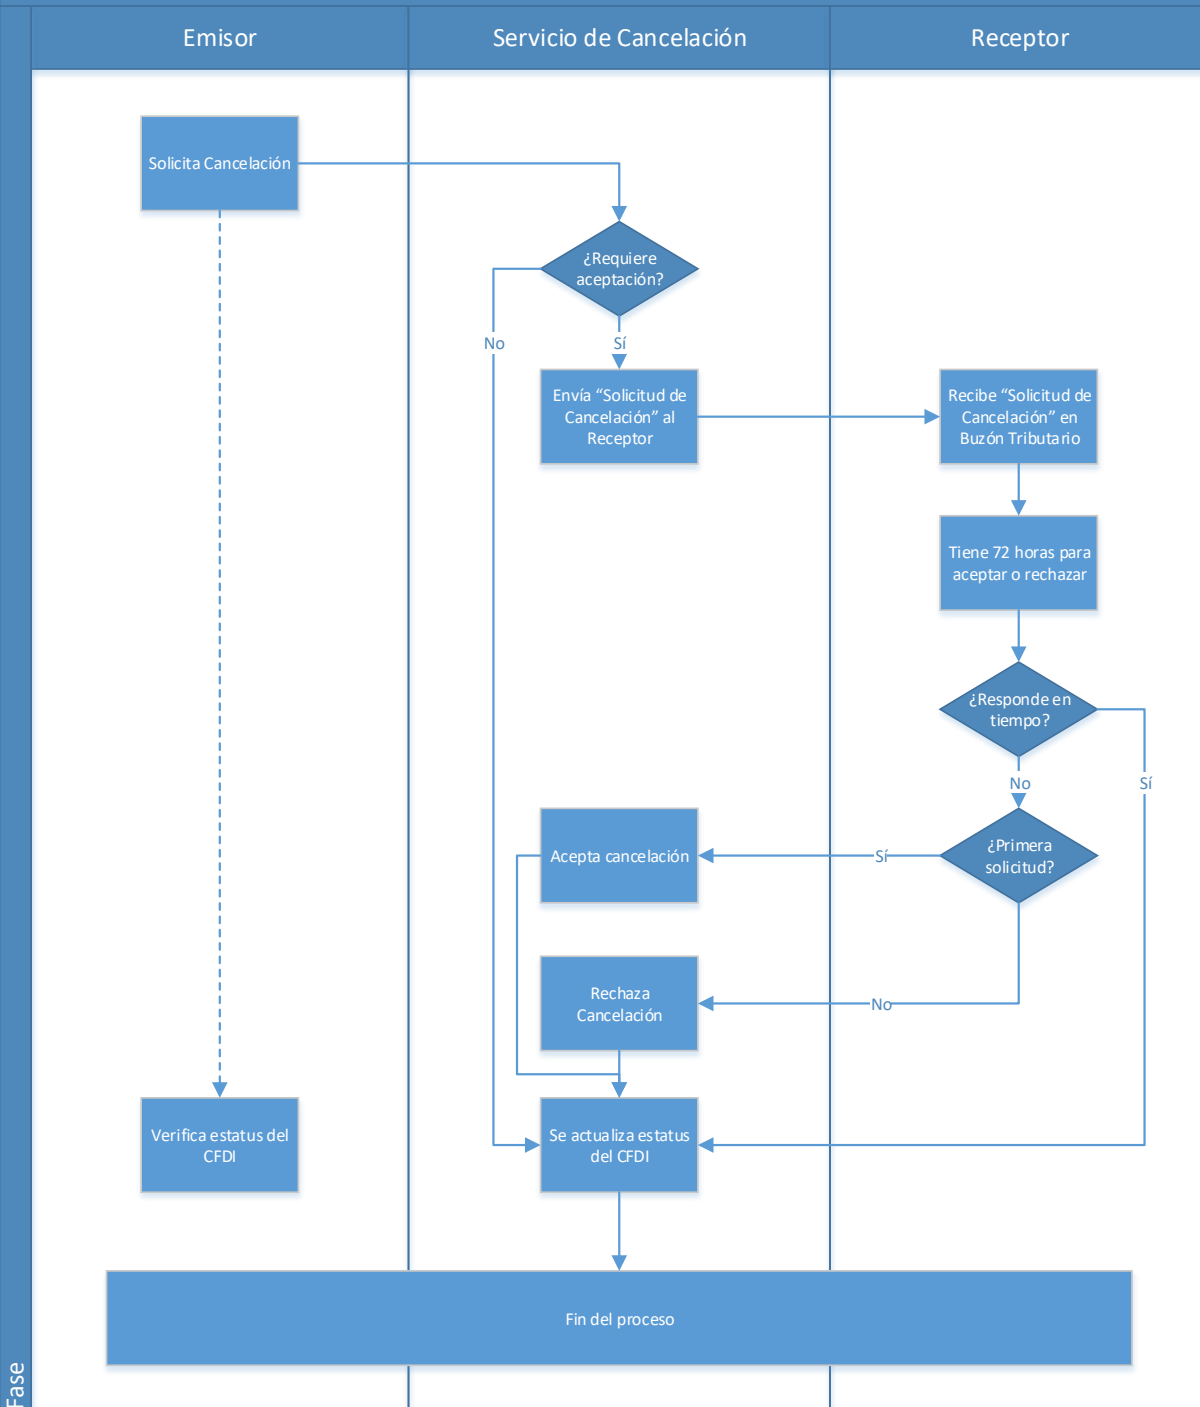 Emisor
Servicio de Cancelación
Receptor
Solicita Cancelación
¿Requiere
aceptación?
No
Sí
Envía “Solicitud de
Cancelación” al
Receptor
Recibe “Solicitud de
Cancelación” en
Buzón Tributario
Tiene 72 horas para
aceptar o rechazar
¿Responde en
tiempo?
No
Sí
¿Primera
solicitud?
Sí
Acepta cancelación
Rechaza
Cancelación
No
Verifica estatus del
CFDI
Se actualiza estatus
del CFDI
Fin del proceso
Fase